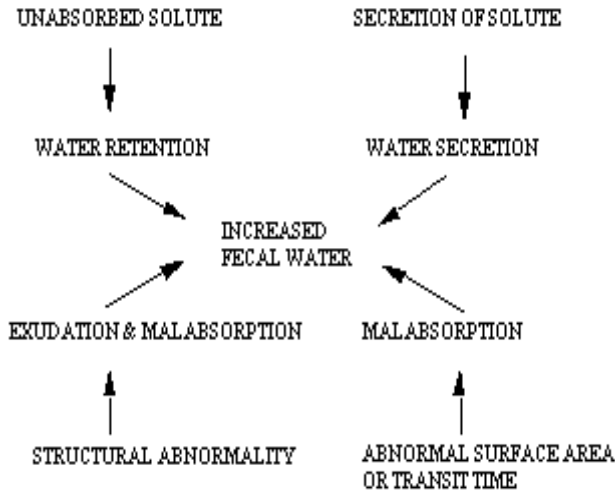 UNABSORBED SOLUTE
SECRETION OF SOLUTE
WATER RETENTION
WATER SECRETION
INCREASED
FECAL WATER
EXUDATION & MALABSORPTION
MALABSORPTION
STRUCTURAL ABNORMALITY
ABNORMAL SURFACE AREA
OR TRANSIT TIME